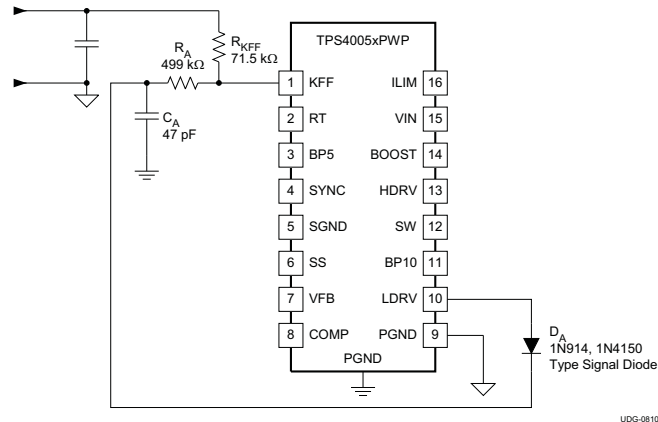 TPS4005xPWP
R_A
499 kΩ
R_KFF
71.5 kΩ
C_A
47 pF
1 KFF
ILIM 16
2 RT
VIN 15
3 BP5
BOOST 14
4 SYNC
HDRV 13
5 SGND
SW 12
6 SS
BP10 11
7 VFB
LDRV 10
8 COMP
PGND 9
PGND
D_A
1N914, 1N4150
Type Signal Diode
UDG-0810